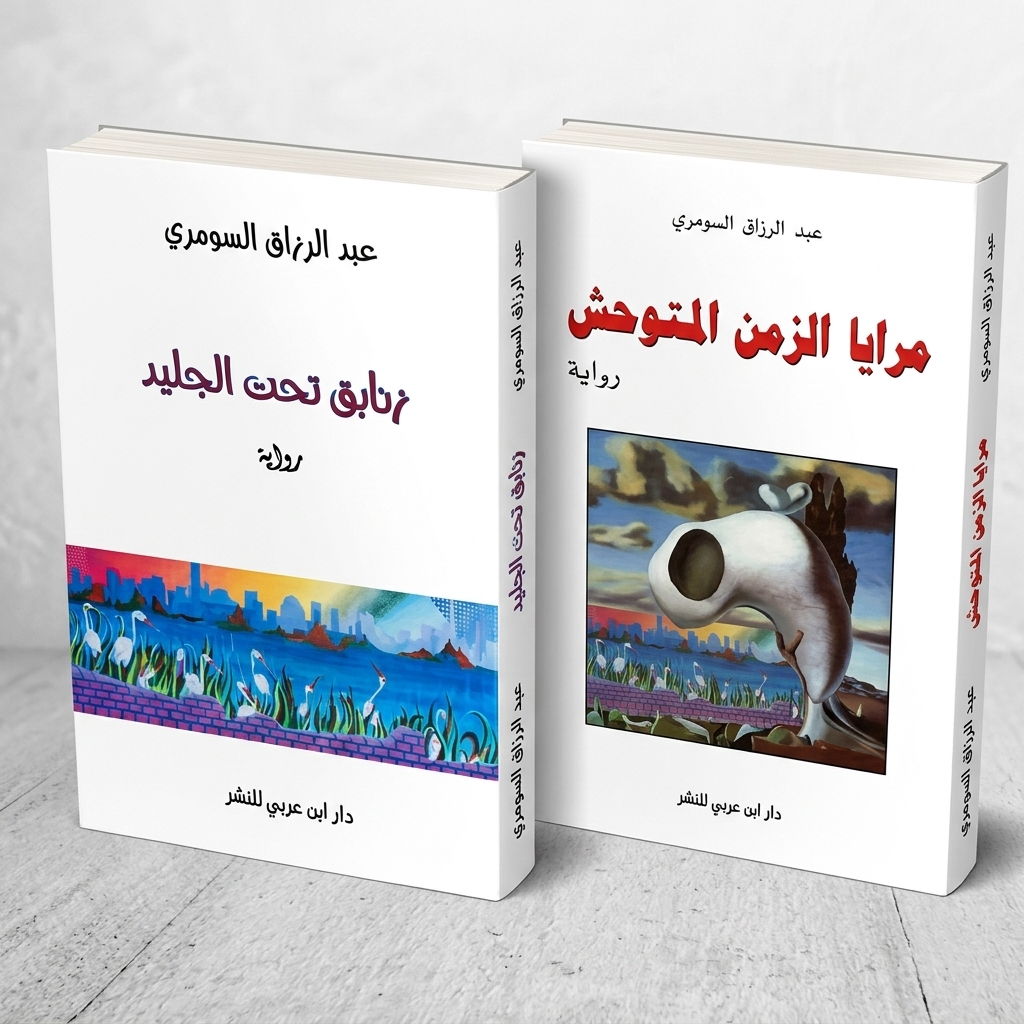 عبد الرزاق السومري
زنابق تحت الجليد
رواية
دار ابن عربي للنشر
عبد الرزاق السومري
زنابق تحت الجليد
عبد الرزاق السومري
عبد الرزاق السومري
مرايا الزمن المتوحش
رواية
دار ابن عربي للنشر
عبد الرزاق السومري
مرايا الزمن المتوحش
عبد الرزاق السومري